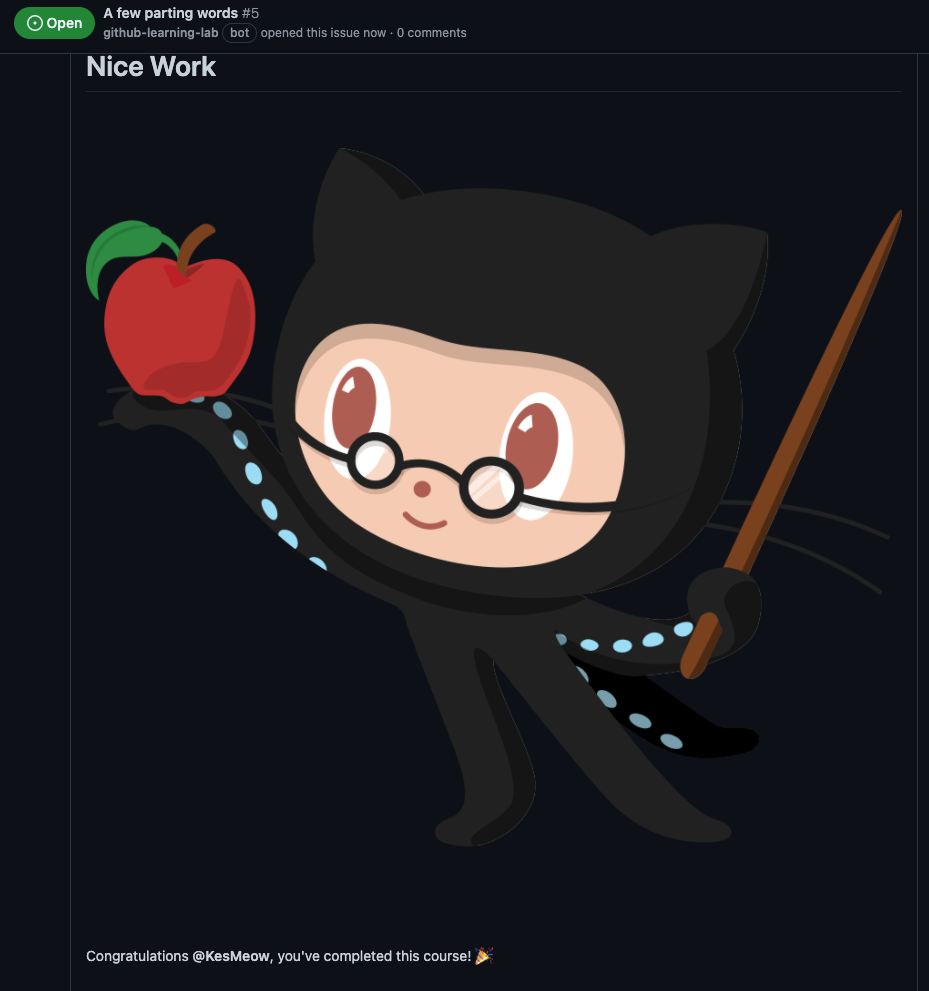 Open
A few parting words #5
github-learning-lab bot opened this issue now · 0 comments
Nice Work
Congratulations @KesMeow, you've completed this course! 🎉